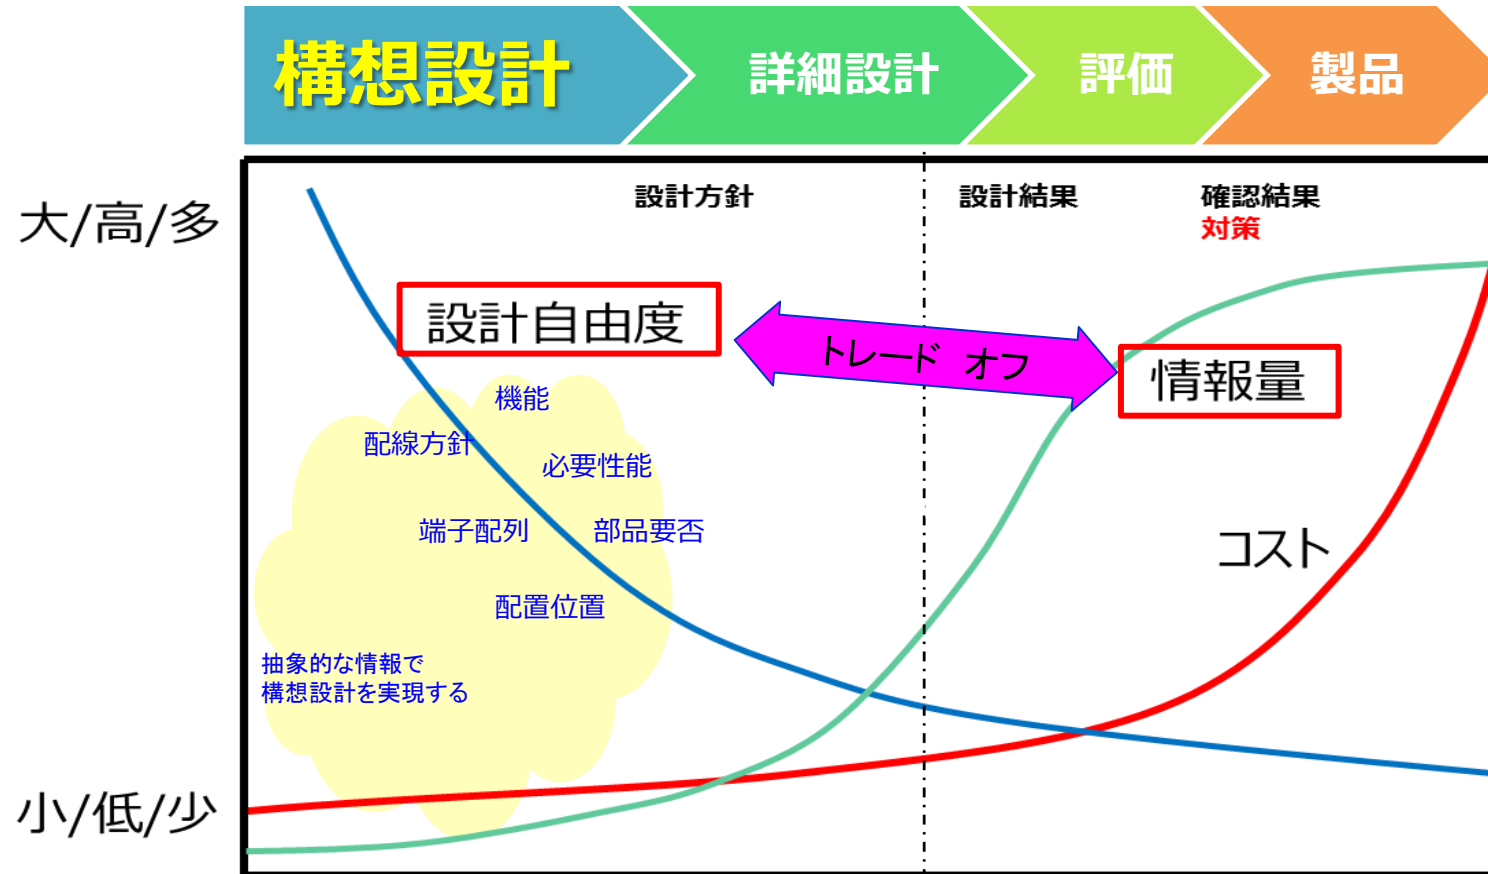 構想設計
詳細設計
評価
製品
大/高/多
設計方針
設計結果
確認結果
対策
設計自由度
トレード オフ
情報量
機能
配線方針
必要性能
端子配列
部品要否
コスト
配置位置
抽象的な情報で
構想設計を実現する
小/低/少